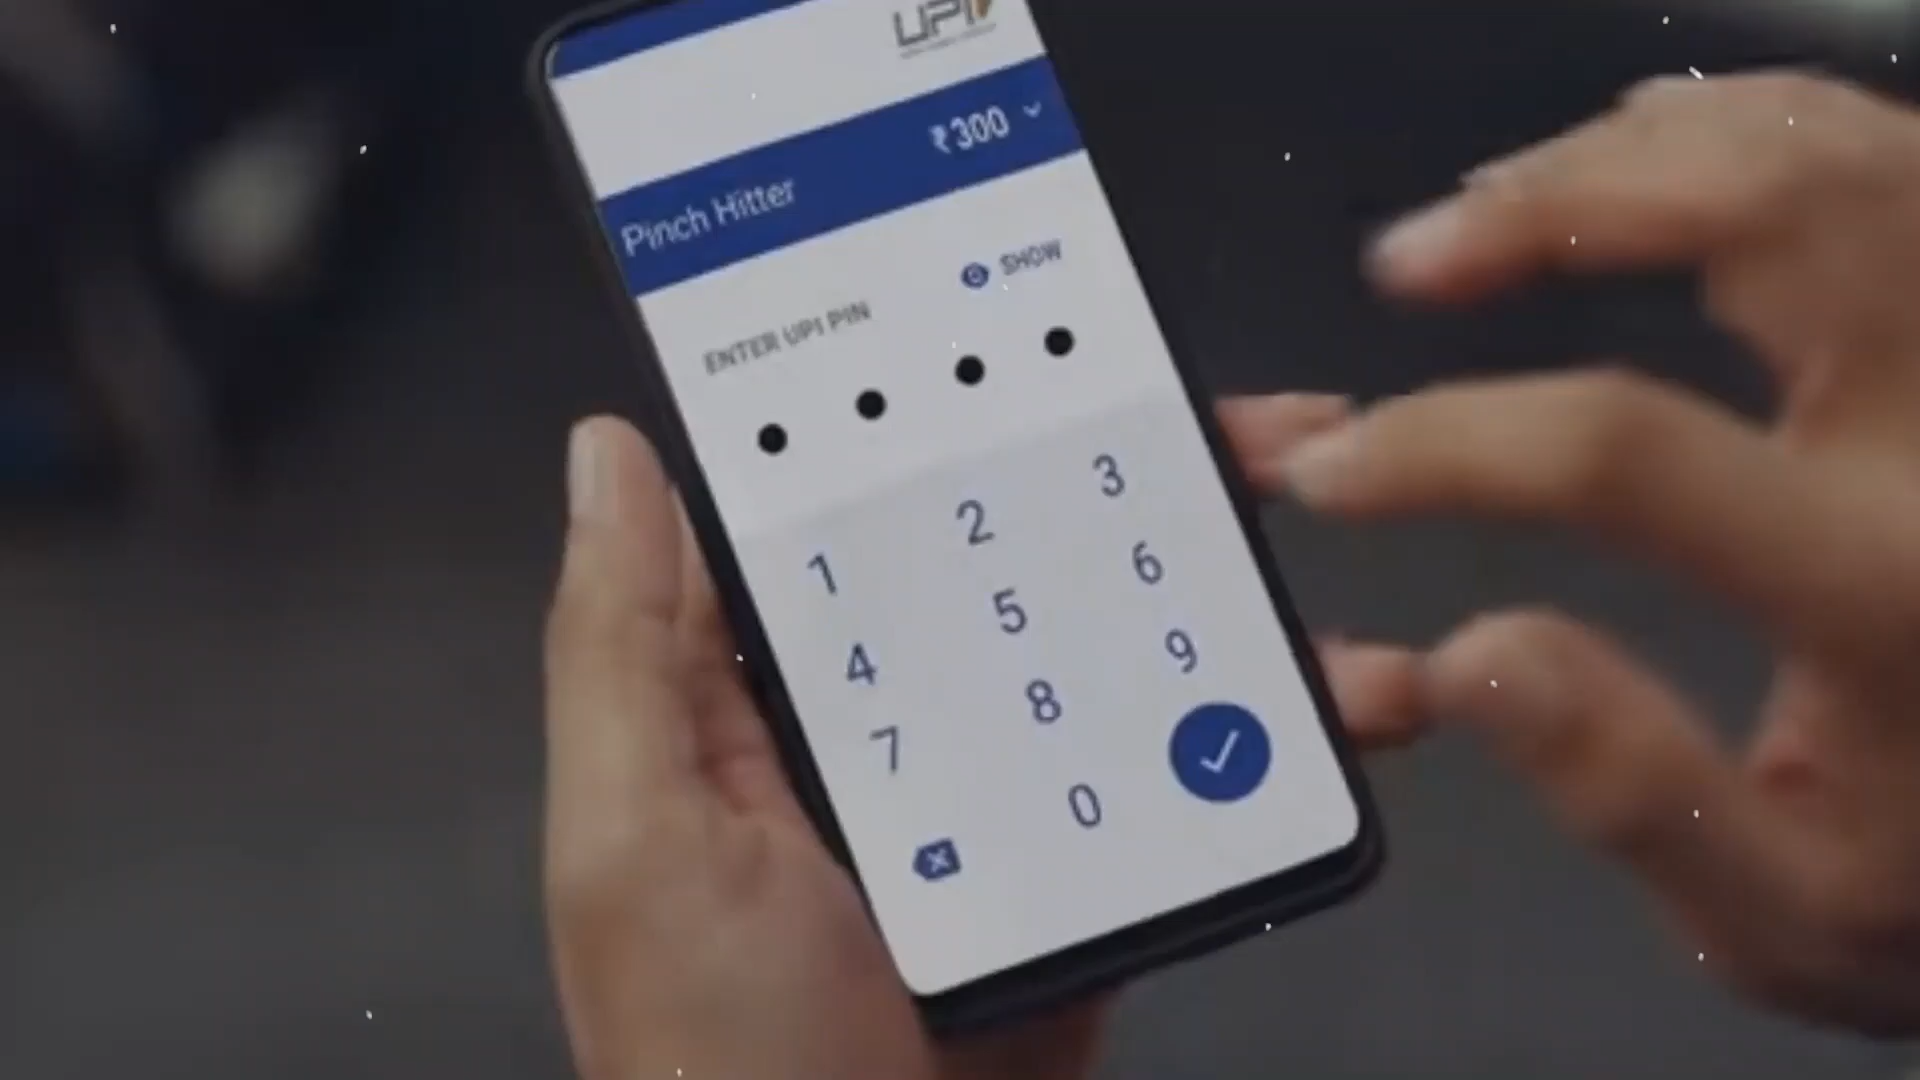 UPI
₹300
Pinch Hitter
SHOW
ENTER UPI PIN
1 2 3
4 5 6
7 8 9
0